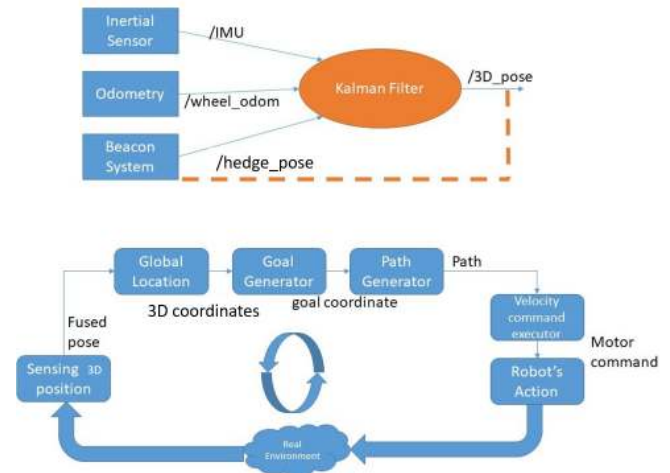 Inertial
Sensor
/IMU
Odometry
/wheel_odom
Beacon
System
/hedge_pose
Kalman Filter
/3D_pose
Global
Location
3D coordinates
Goal
Generator
goal coordinate
Path
Generator
Path
Velocity
command
executor
Motor
command
Robot's
Action
Real
Environment
Sensing 3D
position
Fused
pose